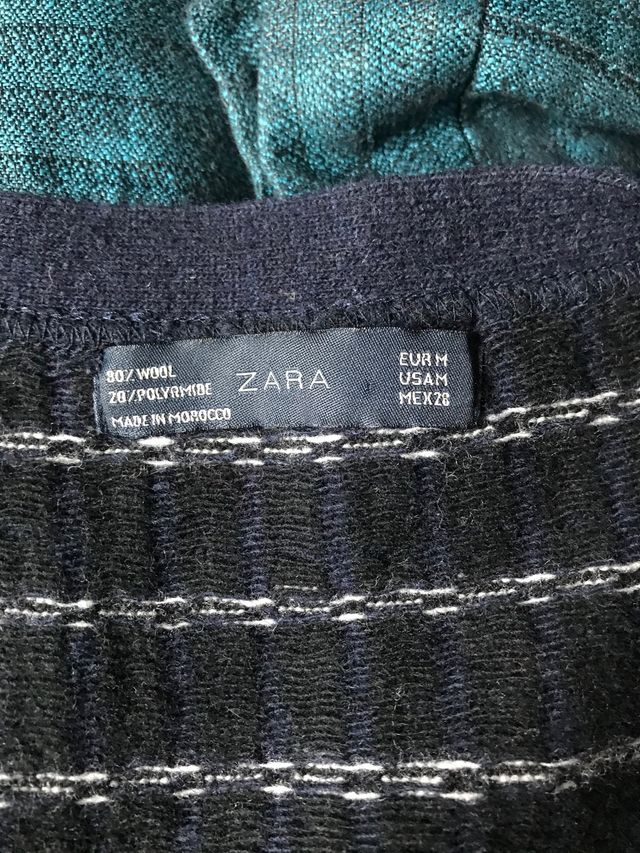 80% WOOL
20% POLYAMIDE
MADE IN MOROCCO
ZARA
EUR M
USA M
MEX 28